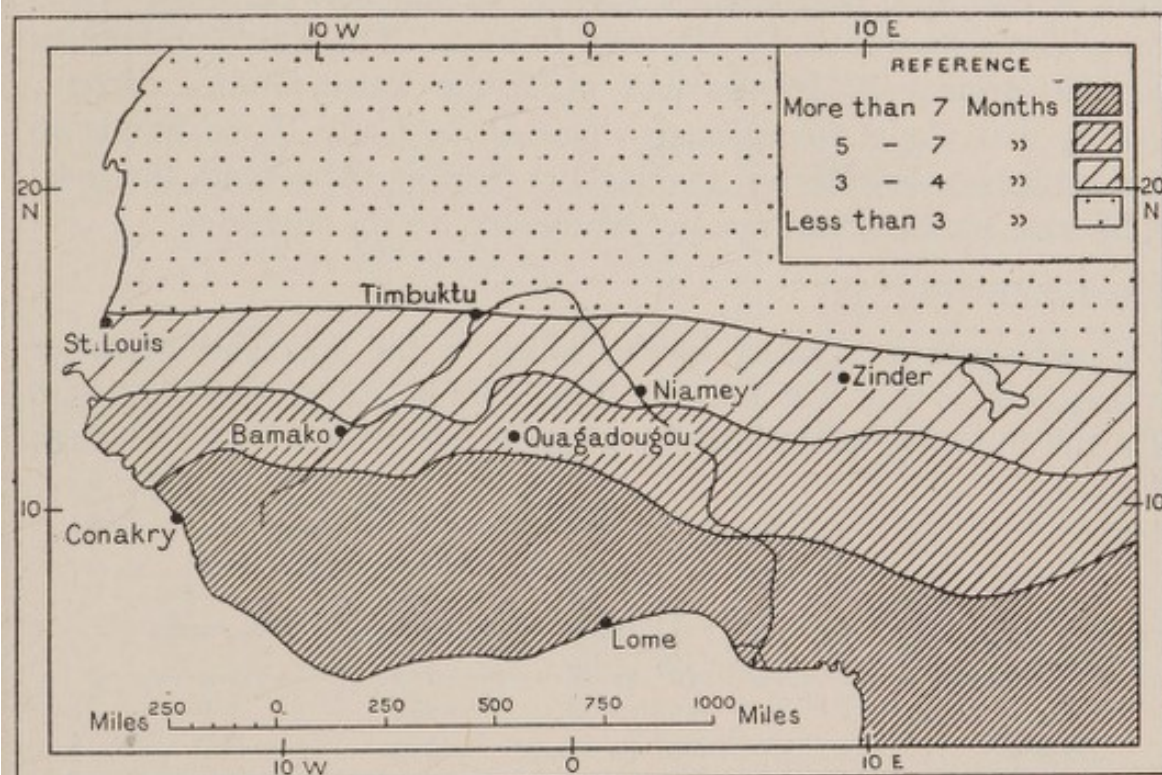 10 W 0 10 E
REFERENCE
More than 7 Months
5 - 7 "
3 - 4 "
Less than 3 "
20 N
20 N
Timbuktu
St. Louis
Niamey
Zinder
Bamako
Ouagadougou
10
10
Conakry
Lome
Miles 250 0 250 500 750 1000 Miles
10 W 0 10 E